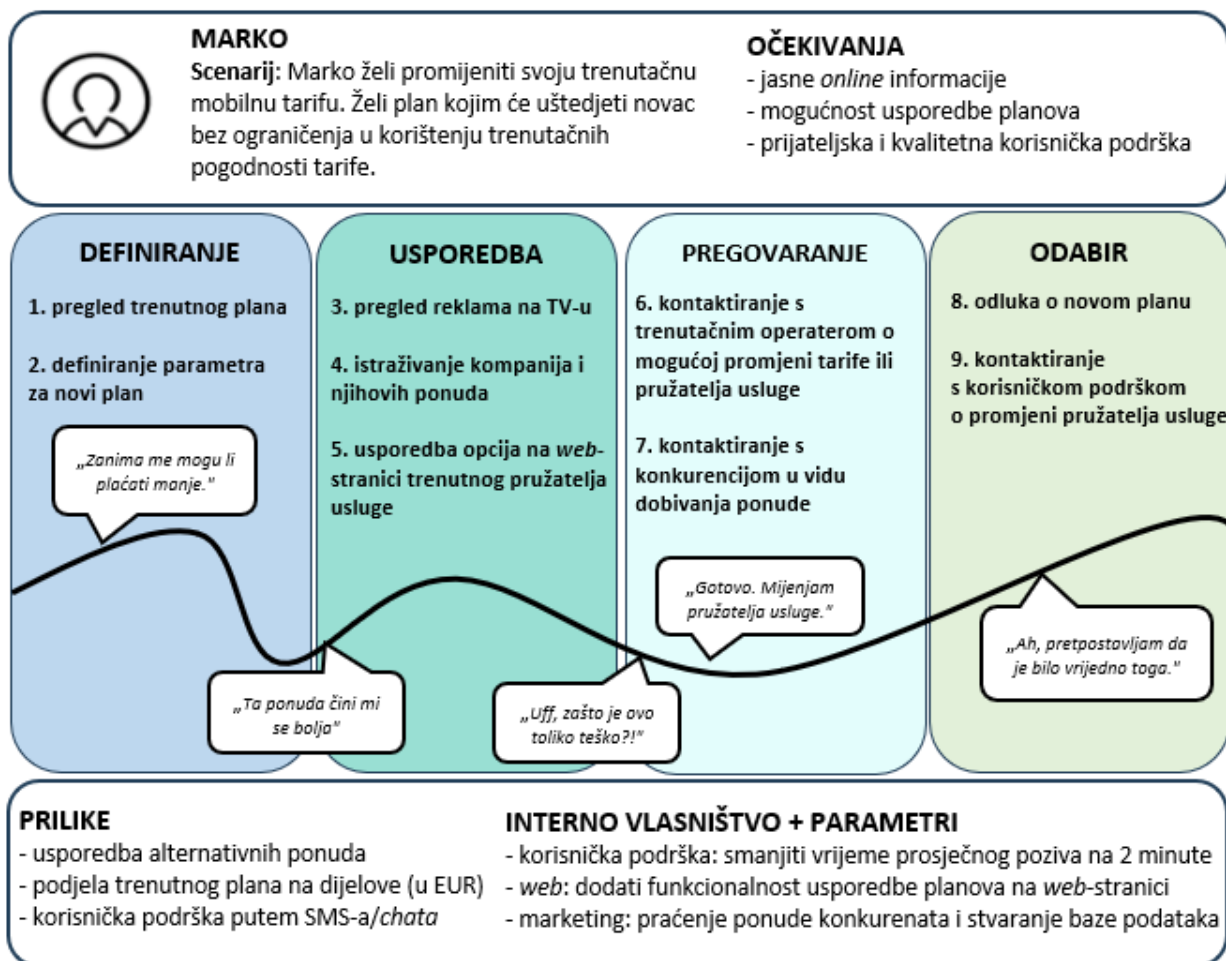 MARKO
Scenarij: Marko želi promijeniti svoju trenutačnu
mobilnu tarifu. Želi plan kojim će uštedjeti novac
bez ograničenja u korištenju trenutačnih
pogodnosti tarife.
OČEKIVANJA
- jasne online informacije
- mogućnost usporedbe planova
- prijateljska i kvalitetna korisnička podrška
DEFINIRANJE
1. pregled trenutnog plana
2. definiranje parametra
za novi plan
„Zanima me mogu li
plaćati manje."
USPOREDBA
3. pregled reklama na TV-u
4. istraživanje kompanija i
njihovih ponuda
5. usporedba opcija na web-
stranici trenutnog pružatelja
usluge
„Ta ponuda čini mi
se bolja"
PREGOVARANJE
6. kontaktiranje s
trenutačnim operaterom o
mogućoj promjeni tarife ili
pružatelja usluge
7. kontaktiranje s
konkurencijom u vidu
dobivanja ponude
„Uff, zašto je ovo
toliko teško?!"
„Gotovo. Mijenjam
pružatelja usluge."
ODABIR
8. odluka o novom planu
9. kontaktiranje
s korisničkom podrškom
o promjeni pružatelja usluge
„Ah, pretpostavljam da
je bilo vrijedno toga."
PRILIKE
- usporedba alternativnih ponuda
- podjela trenutnog plana na dijelove (u EUR)
- korisnička podrška putem SMS-a/chata
INTERNO VLASNIŠTVO + PARAMETRI
- korisnička podrška: smanjiti vrijeme prosječnog poziva na 2 minute
- web: dodati funkcionalnost usporedbe planova na web-stranici
- marketing: praćenje ponude konkurenata i stvaranje baze podataka